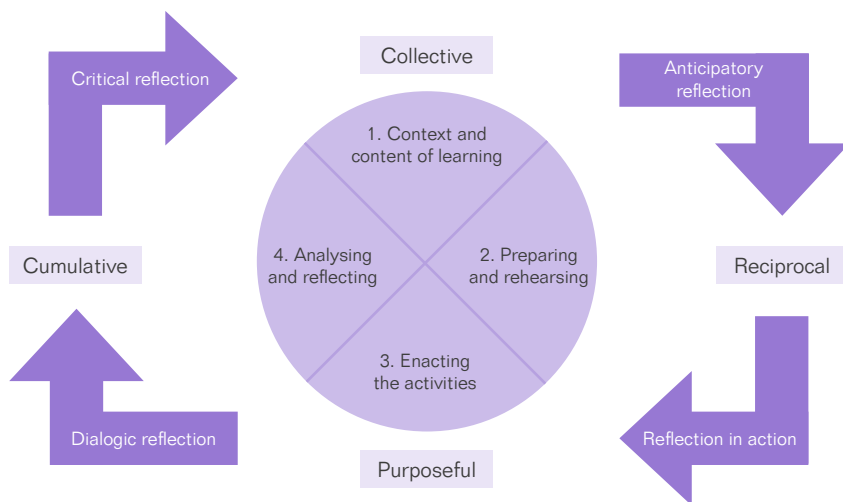 Collective
Critical reflection
Anticipatory
reflection
1. Context and
content of learning
Cumulative
4. Analysing
and reflecting
2. Preparing
and rehearsing
Reciprocal
3. Enacting
the activities
Dialogic reflection
Reflection in action
Purposeful